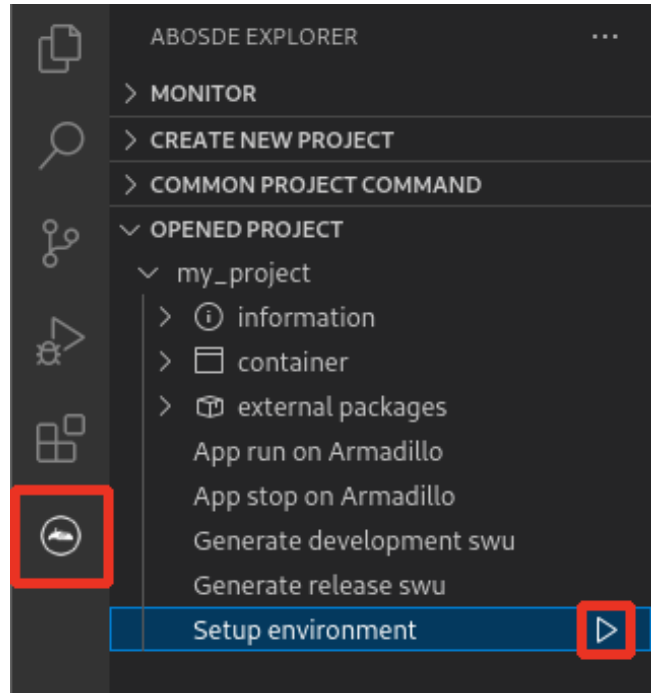 ABOSDE EXPLORER
MONITOR
CREATE NEW PROJECT
COMMON PROJECT COMMAND
OPENED PROJECT
my_project
information
container
external packages
App run on Armadillo
App stop on Armadillo
Generate development swu
Generate release swu
Setup environment